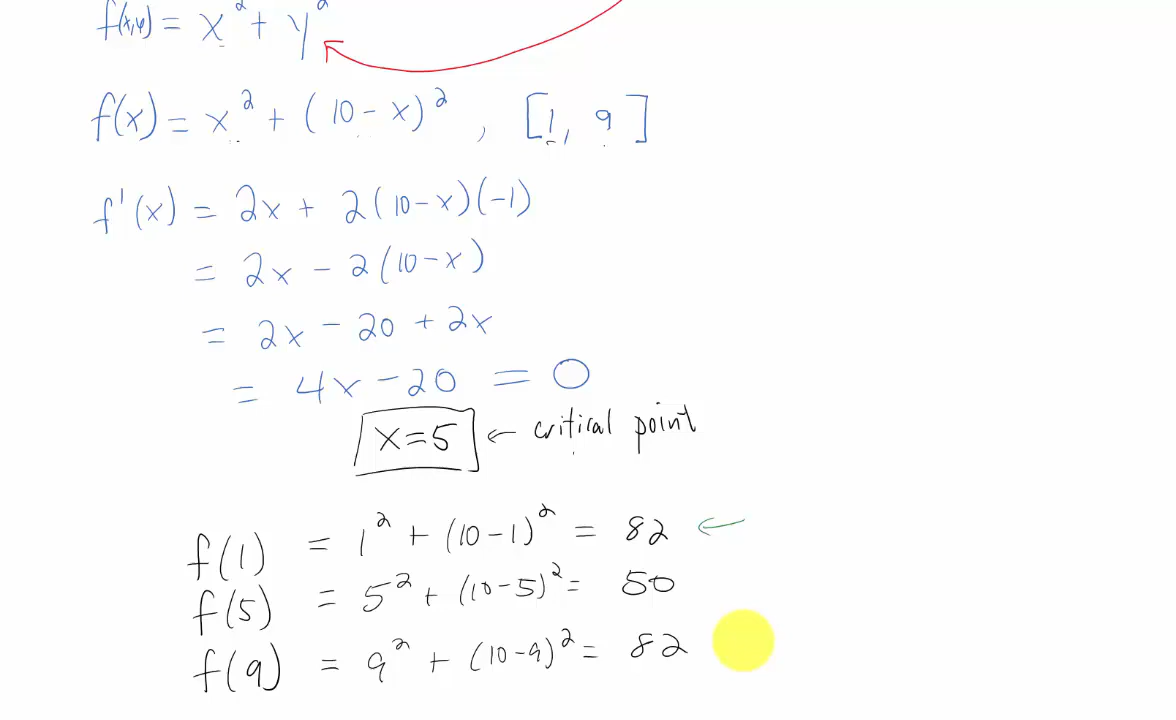 f(x,y) = x² + y²
f(x) = x² + (10 - x)² , [1, 9]
f'(x) = 2x + 2(10-x)(-1)
= 2x - 2(10-x)
= 2x - 20 + 2x
= 4x - 20 = 0
x=5 ← critical point
f(1) = 1² + (10-1)² = 82 ←
f(5) = 5² + (10-5)² = 50
f(9) = 9² + (10-9)² = 82